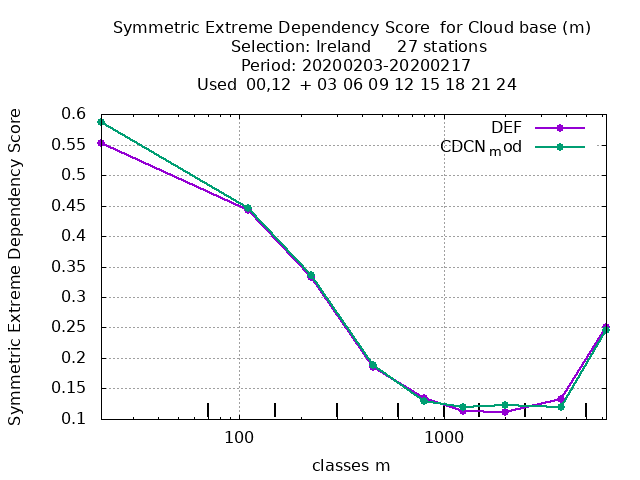 Symmetric Extreme Dependency Score  for Cloud base (m)
Selection: Ireland     27 stations
Period: 20200203-20200217
Used  00,12  + 03 06 09 12 15 18 21 24
DEF
CDCN_mod
0.6
0.55
0.5
0.45
0.4
0.35
0.3
0.25
0.2
0.15
0.1
Symmetric Extreme Dependency Score
100
1000
classes m